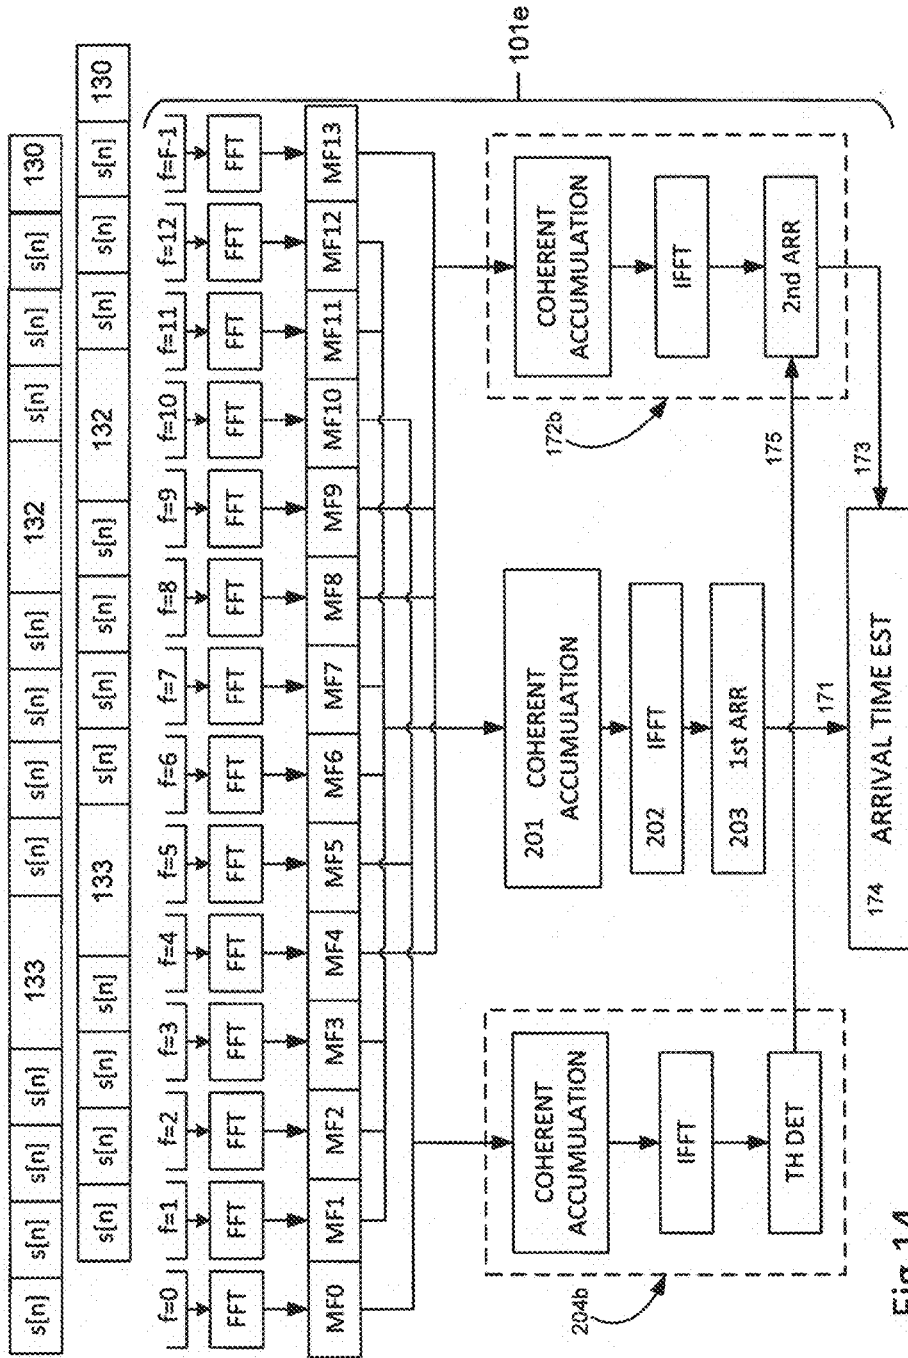 s[n] s[n] s[n] s[n] 133 s[n] s[n] s[n] s[n] 132 s[n] s[n] s[n] 130
s[n] s[n] s[n] s[n] 133 s[n] s[n] s[n] s[n] 132 s[n] s[n] s[n] 130
f=0 f=1 f=2 f=3 f=4 f=5 f=6 f=7 f=8 f=9 f=10 f=11 f=12 f=F-1
FFT FFT FFT FFT FFT FFT FFT FFT FFT FFT FFT FFT FFT FFT
MF0 MF1 MF2 MF3 MF4 MF5 MF6 MF7 MF8 MF9 MF10 MF11 MF12 MF13
101e
204b
COHERENT
ACCUMULATION
IFFT
TH DET
201 COHERENT
ACCUMULATION
202 IFFT
203 1st ARR
172b
COHERENT
ACCUMULATION
IFFT
2nd ARR
175
171
173
174 ARRIVAL TIME EST
Fig.14